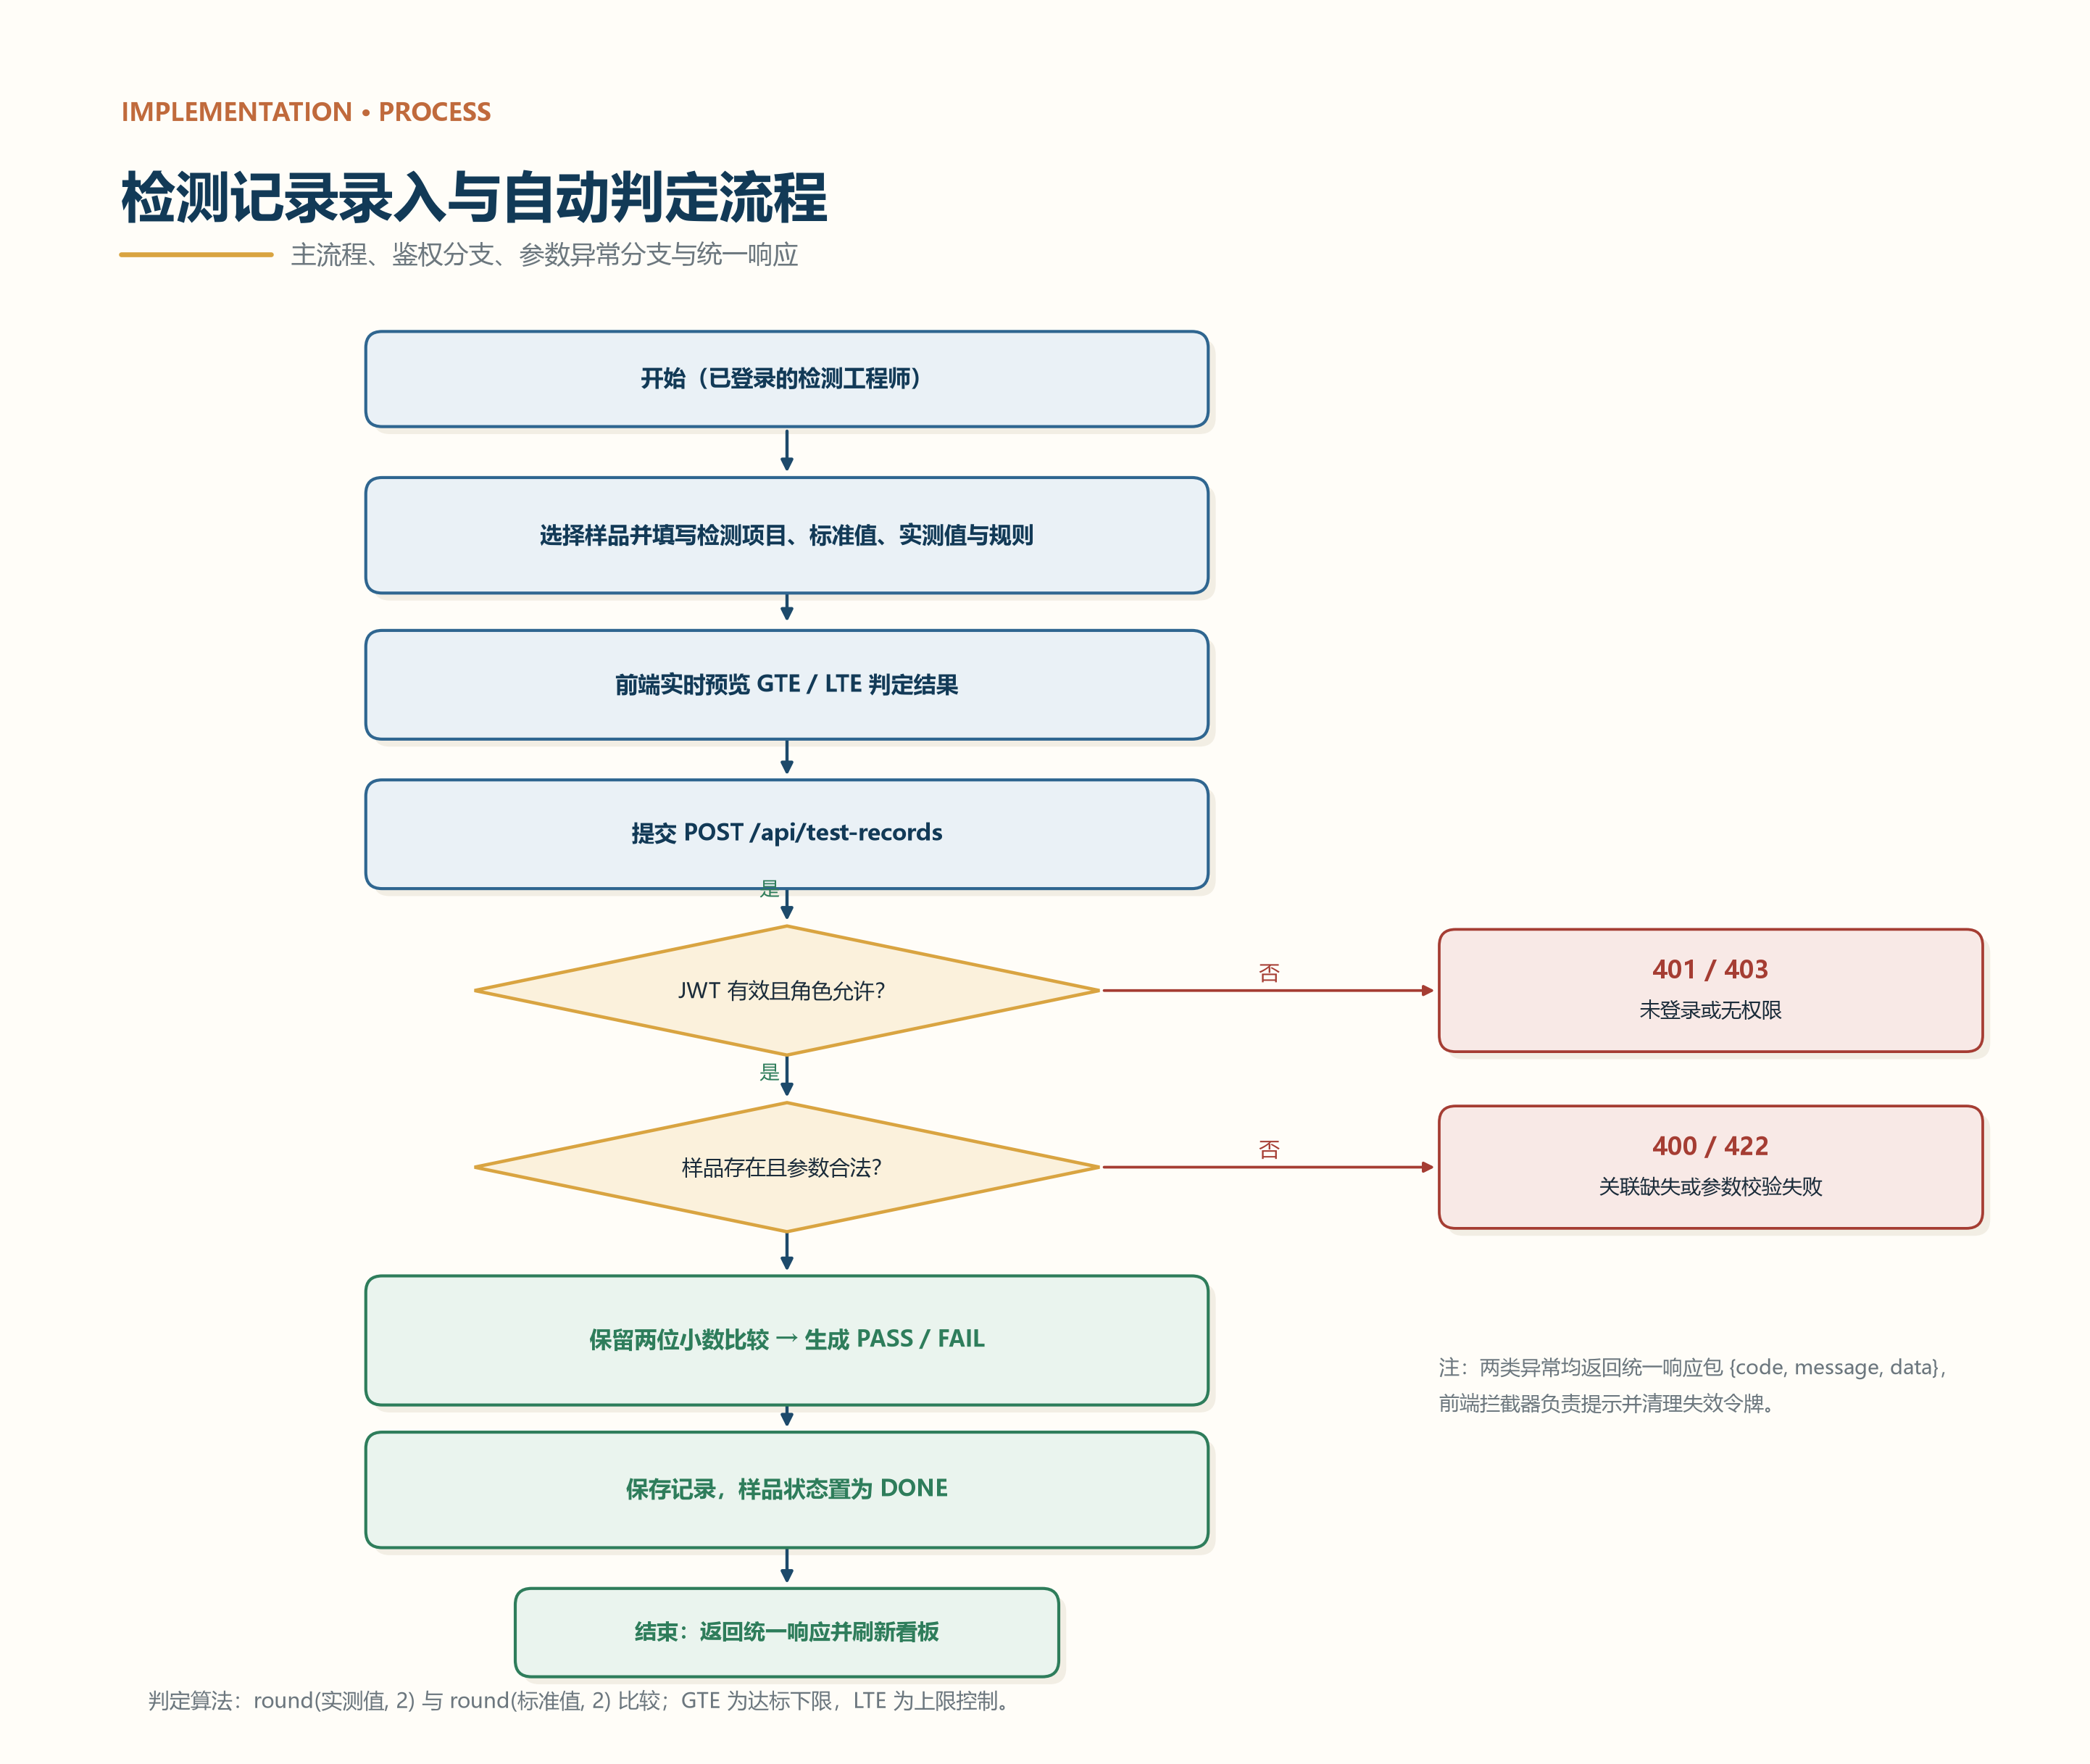 IMPLEMENTATION • PROCESS
检测记录录入与自动判定流程
主流程、鉴权分支、参数异常分支与统一响应
开始（已登录的检测工程师）
选择样品并填写检测项目、标准值、实测值与规则
前端实时预览 GTE / LTE 判定结果
提交 POST /api/test-records
是
JWT 有效且角色允许？
否
401 / 403
未登录或无权限
是
样品存在且参数合法？
否
400 / 422
关联缺失或参数校验失败
保留两位小数比较 → 生成 PASS / FAIL
注：两类异常均返回统一响应包 {code, message, data}，
前端拦截器负责提示并清理失效令牌。
保存记录，样品状态置为 DONE
结束：返回统一响应并刷新看板
判定算法：round(实测值, 2) 与 round(标准值, 2) 比较；GTE 为达标下限，LTE 为上限控制。